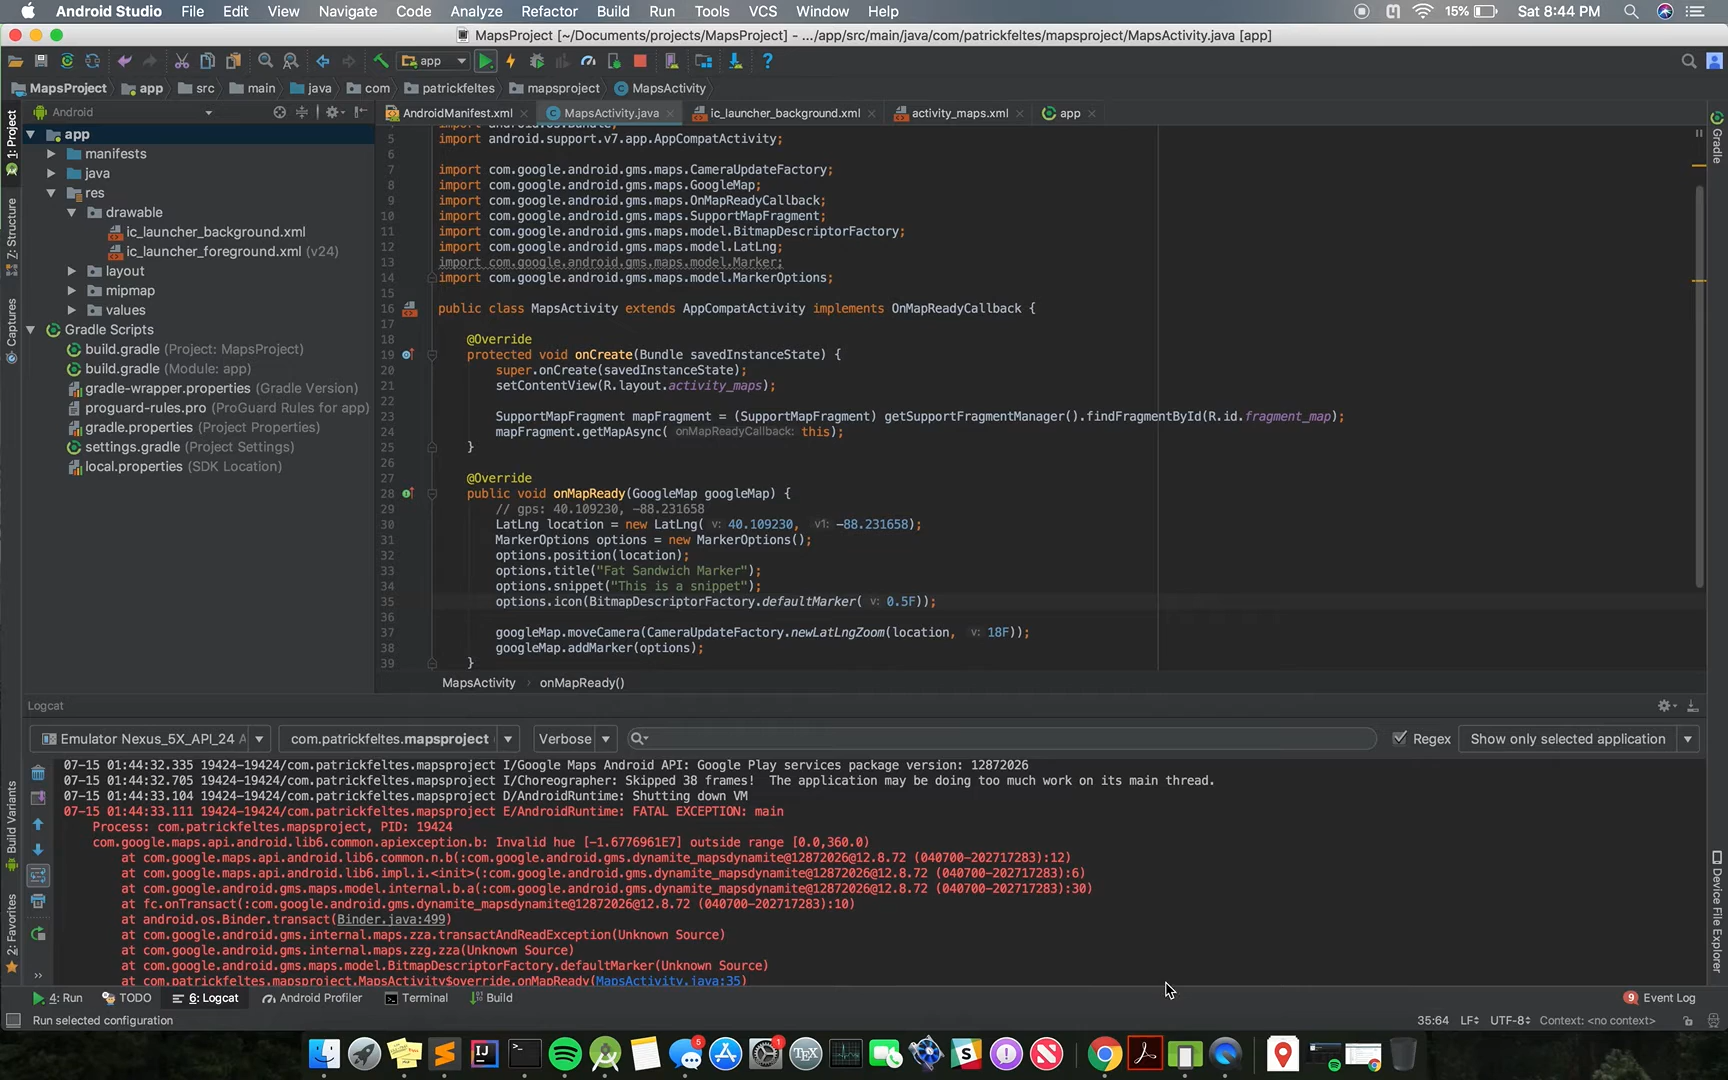 Android Studio File Edit View Navigate Code Analyze Refactor Build Run Tools VCS Window Help 15% Sat 8:44 PM
MapsProject [~/Documents/projects/MapsProject] - .../app/src/main/java/com/patrickfeltes/mapsproject/MapsActivity.java [app]
app
MapsProject app src main java com patrickfeltes mapsproject MapsActivity
Android
AndroidManifest.xml MapsActivity.java ic_launcher_background.xml activity_maps.xml app
1: Project
Z: Structure
Captures
Build Variants
2: Favorites
Gradle
Device File Explorer
app
manifests
java
res
drawable
ic_launcher_background.xml
ic_launcher_foreground.xml (v24)
layout
mipmap
values
Gradle Scripts
build.gradle (Project: MapsProject)
build.gradle (Module: app)
gradle-wrapper.properties (Gradle Version)
proguard-rules.pro (ProGuard Rules for app)
gradle.properties (Project Properties)
settings.gradle (Project Settings)
local.properties (SDK Location)
4 import android.os.Bundle;
5 import android.support.v7.app.AppCompatActivity;
6
7 import com.google.android.gms.maps.CameraUpdateFactory;
8 import com.google.android.gms.maps.GoogleMap;
9 import com.google.android.gms.maps.OnMapReadyCallback;
10 import com.google.android.gms.maps.SupportMapFragment;
11 import com.google.android.gms.maps.model.BitmapDescriptorFactory;
12 import com.google.android.gms.maps.model.LatLng;
13 import com.google.android.gms.maps.model.Marker;
14 import com.google.android.gms.maps.model.MarkerOptions;
15
16 public class MapsActivity extends AppCompatActivity implements OnMapReadyCallback {
17
18 @Override
19 protected void onCreate(Bundle savedInstanceState) {
20 super.onCreate(savedInstanceState);
21 setContentView(R.layout.activity_maps);
22
23 SupportMapFragment mapFragment = (SupportMapFragment) getSupportFragmentManager().findFragmentById(R.id.fragment_map);
24 mapFragment.getMapAsync( onMapReadyCallback: this);
25 }
26
27 @Override
28 public void onMapReady(GoogleMap googleMap) {
29 // gps: 40.109230, -88.231658
30 LatLng location = new LatLng( v: 40.109230, v1: -88.231658);
31 MarkerOptions options = new MarkerOptions();
32 options.position(location);
33 options.title("Fat Sandwich Marker");
34 options.snippet("This is a snippet");
35 options.icon(BitmapDescriptorFactory.defaultMarker( v: 0.5F));
36
37 googleMap.moveCamera(CameraUpdateFactory.newLatLngZoom(location, v: 18F));
38 googleMap.addMarker(options);
39 }
MapsActivity › onMapReady()
Logcat
Emulator Nexus_5X_API_24 A com.patrickfeltes.mapsproject Verbose Regex Show only selected application
07-15 01:44:32.335 19424-19424/com.patrickfeltes.mapsproject I/Google Maps Android API: Google Play services package version: 12872026
07-15 01:44:32.705 19424-19424/com.patrickfeltes.mapsproject I/Choreographer: Skipped 38 frames! The application may be doing too much work on its main thread.
07-15 01:44:33.104 19424-19424/com.patrickfeltes.mapsproject D/AndroidRuntime: Shutting down VM
07-15 01:44:33.111 19424-19424/com.patrickfeltes.mapsproject E/AndroidRuntime: FATAL EXCEPTION: main
Process: com.patrickfeltes.mapsproject, PID: 19424
com.google.maps.api.android.lib6.common.apiexception.b: Invalid hue [-1.6776961E7] outside range [0.0,360.0)
at com.google.maps.api.android.lib6.common.n.b(:com.google.android.gms.dynamite_mapsdynamite@12872026@12.8.72 (040700-202717283):12)
at com.google.maps.api.android.lib6.impl.i.<init>(:com.google.android.gms.dynamite_mapsdynamite@12872026@12.8.72 (040700-202717283):6)
at com.google.android.gms.maps.model.internal.b.a(:com.google.android.gms.dynamite_mapsdynamite@12872026@12.8.72 (040700-202717283):30)
at fc.onTransact(:com.google.android.gms.dynamite_mapsdynamite@12872026@12.8.72 (040700-202717283):10)
at android.os.Binder.transact(Binder.java:499)
at com.google.android.gms.internal.maps.zza.transactAndReadException(Unknown Source)
at com.google.android.gms.internal.maps.zzg.zza(Unknown Source)
at com.google.android.gms.maps.model.BitmapDescriptorFactory.defaultMarker(Unknown Source)
at com.patrickfeltes.mapsproject.MapsActivity$override.onMapReady(MapsActivity.java:35)
4: Run TODO 6: Logcat Android Profiler Terminal Build 9 Event Log
Run selected configuration 35:64 LF UTF-8 Context: <no context>
5 1 TEX